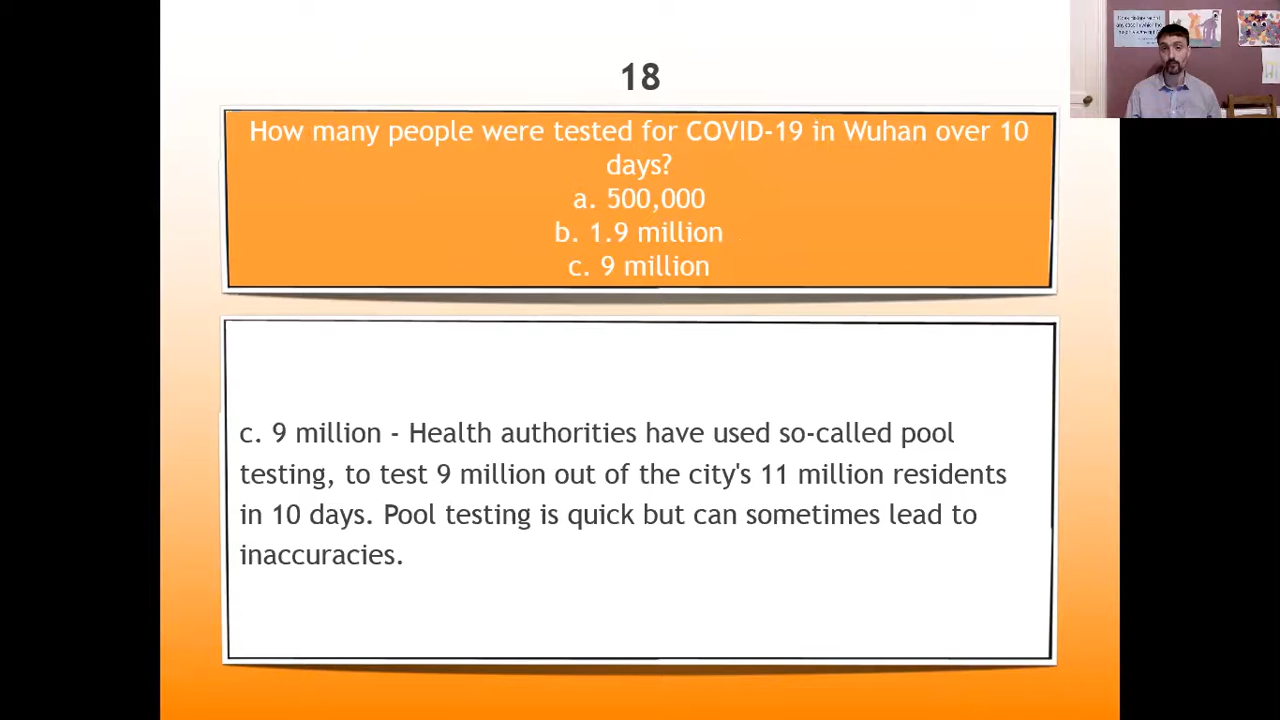 18
How many people were tested for COVID-19 in Wuhan over 10
days?
a. 500,000
b. 1.9 million
c. 9 million
c. 9 million - Health authorities have used so-called pool
testing, to test 9 million out of the city's 11 million residents
in 10 days. Pool testing is quick but can sometimes lead to
inaccuracies.